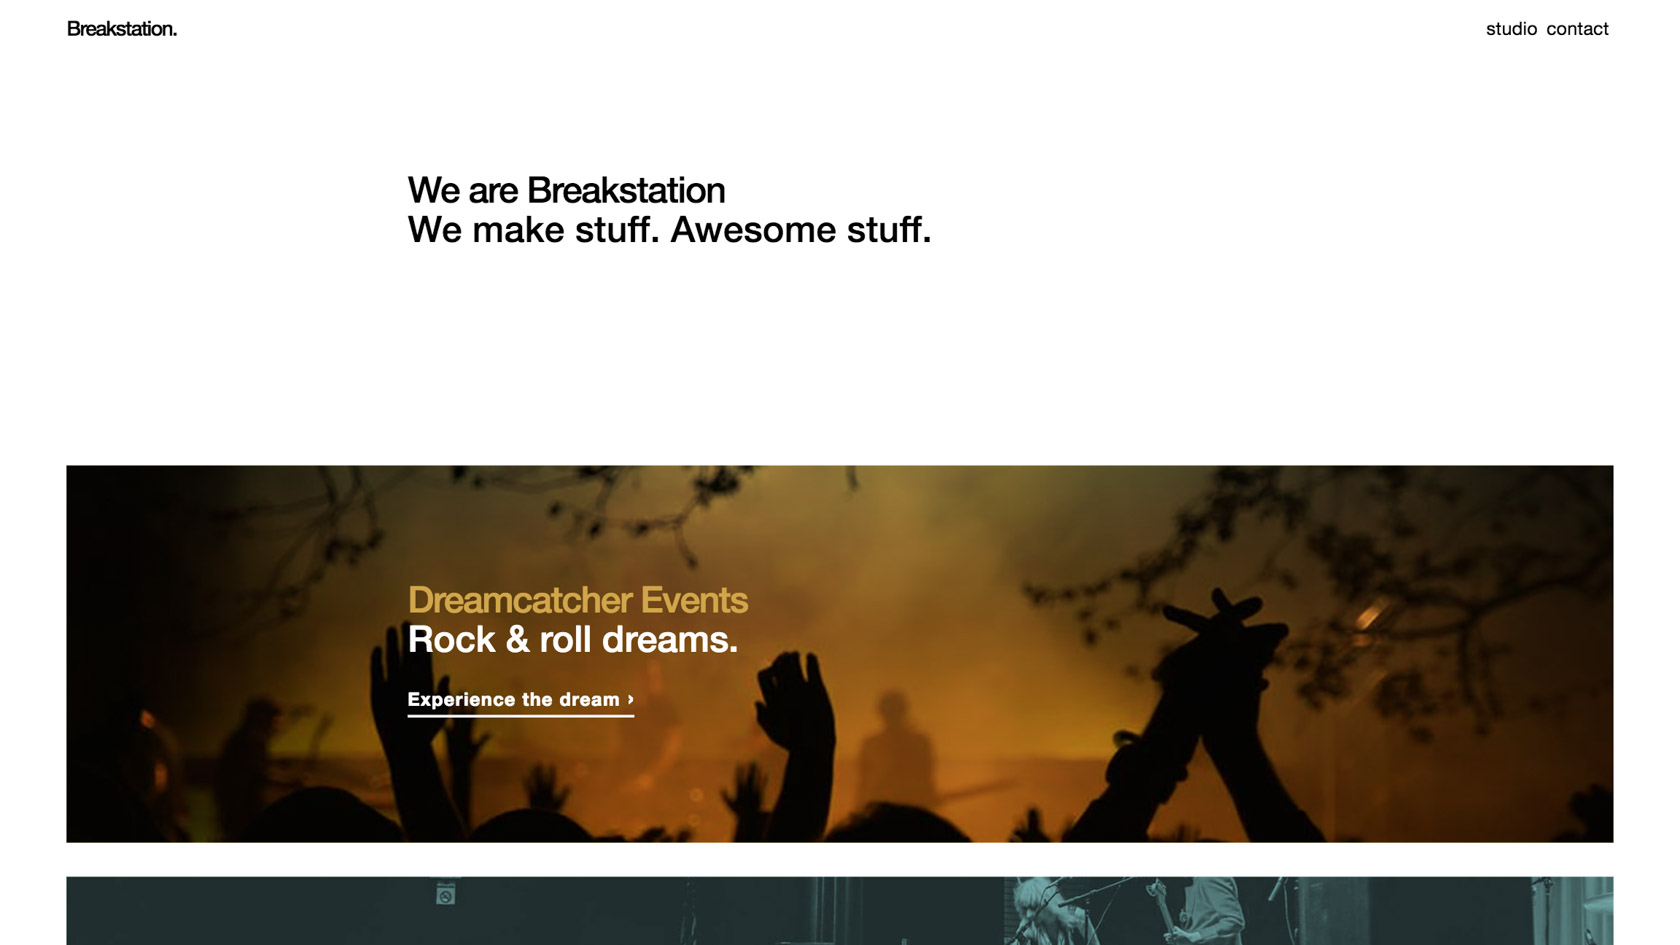 Breakstation.
studio contact
We are Breakstation
We make stuff. Awesome stuff.
Dreamcatcher Events
Rock & roll dreams.
Experience the dream ›